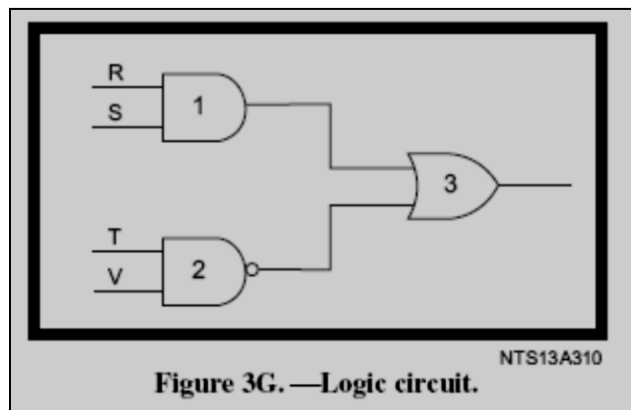 R
S
1
T
V
2
3
NTS13A310
Figure 3G. —Logic circuit.